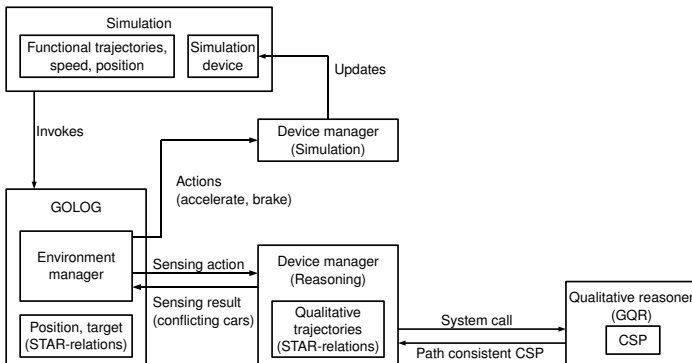 Simulation
Functional trajectories,
speed, position
Simulation
device
Updates
Invokes
Device manager
(Simulation)
Actions
(accelerate, brake)
GOLOG
Environment
manager
Sensing action
Sensing result
(conflicting cars)
Device manager
(Reasoning)
Position, target
(STAR-relations)
Qualitative
trajectories
(STAR-relations)
System call
Path consistent CSP
Qualitative reasoner
(GQR)
CSP